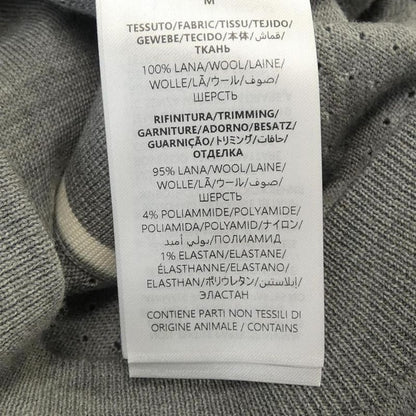 M
TESSUTO/FABRIC/TISSU/TEJIDO/
GEWEBE/TECIDO/本体/قماش/
ТКАНЬ
100% LANA/WOOL/LAINE/
WOLLE/LÃ/ウール/صوف/
ШЕРСТЬ
RIFINITURA/TRIMMING/
GARNITURE/ADORNO/BESATZ/
GUARNIÇÃO/トリミング/حافات/
ОТДЕЛКА
95% LANA/WOOL/LAINE/
WOLLE/LÃ/ウール/صوف/
ШЕРСТЬ
4% POLIAMMIDE/POLYAMIDE/
POLIAMIDA/POLYAMID/ナイロン/
بولي أميد/ПОЛИАМИД
1% ELASTAN/ELASTANE/
ÉLASTHANNE/ELASTANO/
ELASTHAN/ポリウレタン/إيلاستين/
ЭЛАСТАН
CONTIENE PARTI NON TESSILI DI
ORIGINE ANIMALE / CONTAINS